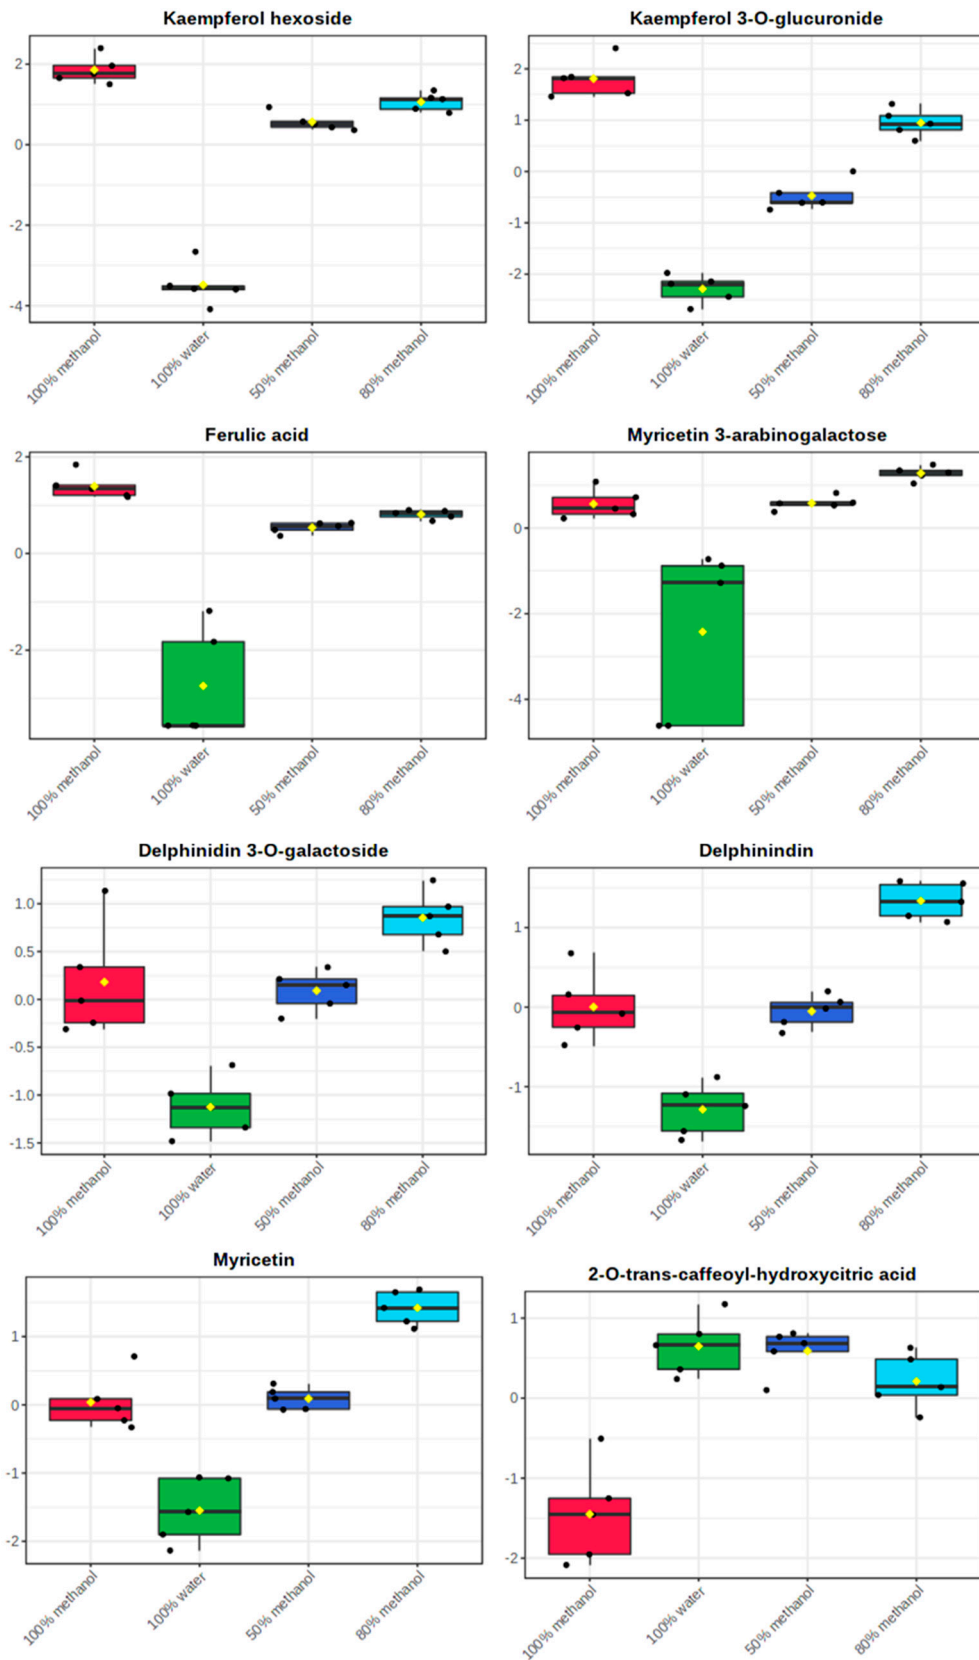 Kaempferol hexoside
2
0
-2
-4
100% methanol
100% water
50% methanol
80% methanol
Kaempferol 3-O-glucuronide
2
1
0
-1
-2
100% methanol
100% water
50% methanol
80% methanol
Ferulic acid
2
0
-2
100% methanol
100% water
50% methanol
80% methanol
Myricetin 3-arabinogalactose
0
-2
-4
100% methanol
100% water
50% methanol
80% methanol
Delphinidin 3-O-galactoside
1.0
0.5
0.0
-0.5
-1.0
-1.5
100% methanol
100% water
50% methanol
80% methanol
Delphinindin
1
0
-1
100% methanol
100% water
50% methanol
80% methanol
Myricetin
1
0
-1
-2
100% methanol
100% water
50% methanol
80% methanol
2-O-trans-caffeoyl-hydroxycitric acid
1
0
-1
-2
100% methanol
100% water
50% methanol
80% methanol